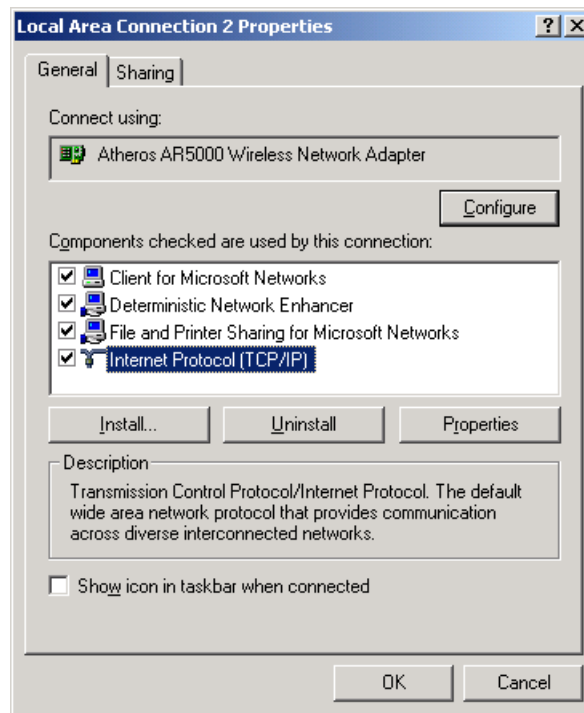 Local Area Connection 2 Properties
General
Sharing
Connect using:
Atheros AR5000 Wireless Network Adapter
Configure
Components checked are used by this connection:
Client for Microsoft Networks
Deterministic Network Enhancer
File and Printer Sharing for Microsoft Networks
Internet Protocol (TCP/IP)
Install...
Uninstall
Properties
Description
Transmission Control Protocol/Internet Protocol. The default
wide area network protocol that provides communication
across diverse interconnected networks.
Show icon in taskbar when connected
OK
Cancel